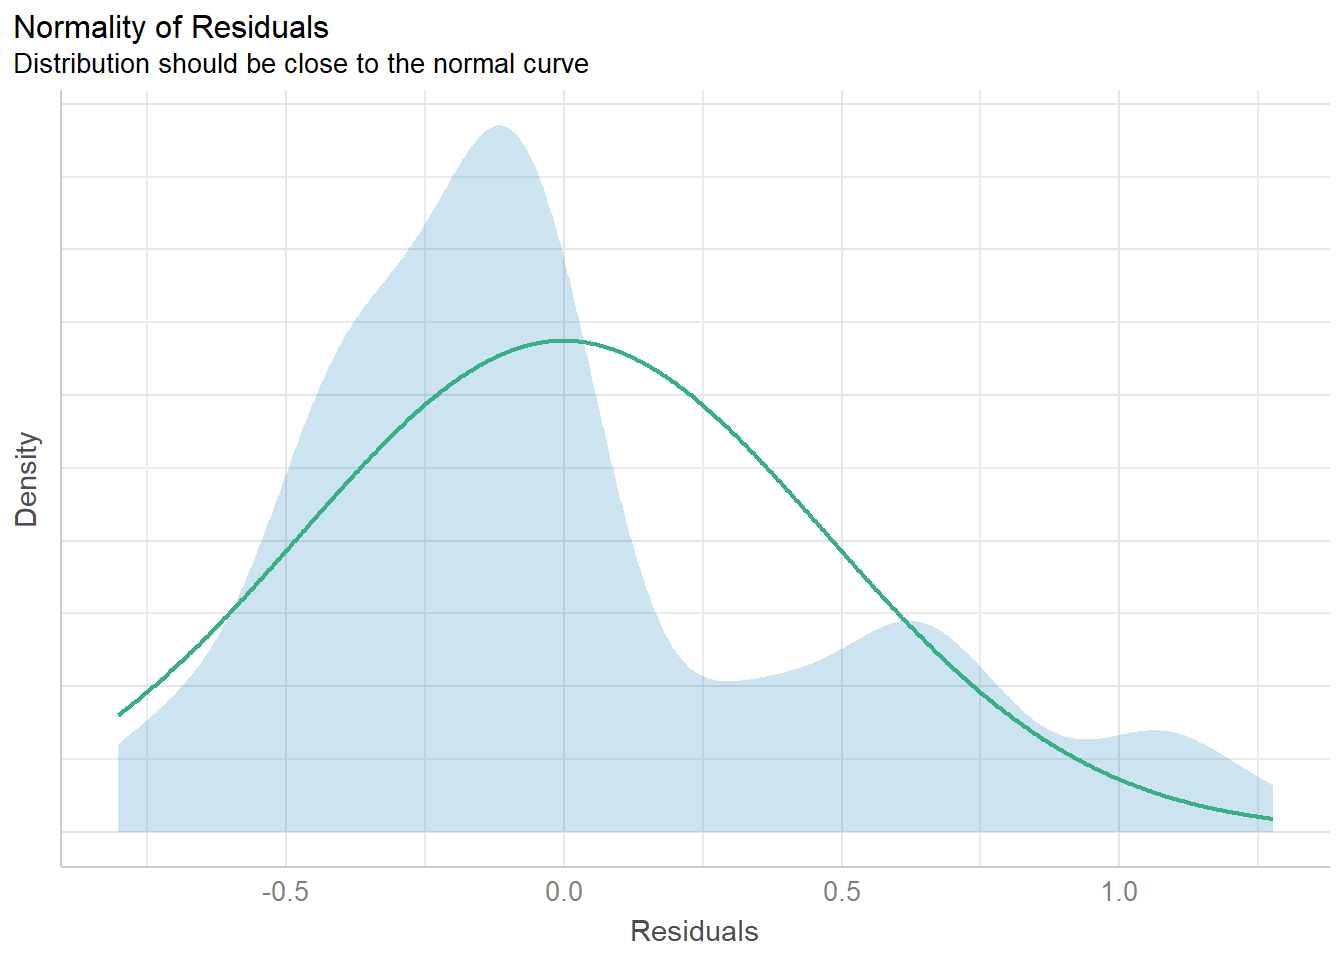 Normality of Residuals
Distribution should be close to the normal curve
Density
-0.5
0.0
0.5
1.0
Residuals